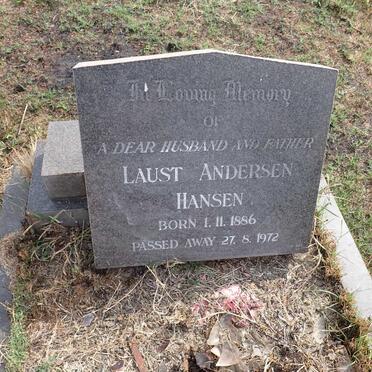 In Loving Memory
OF
A DEAR HUSBAND AND FATHER
LAUST ANDERSEN
HANSEN
BORN 1. 11. 1886
PASSED AWAY 27. 8. 1972